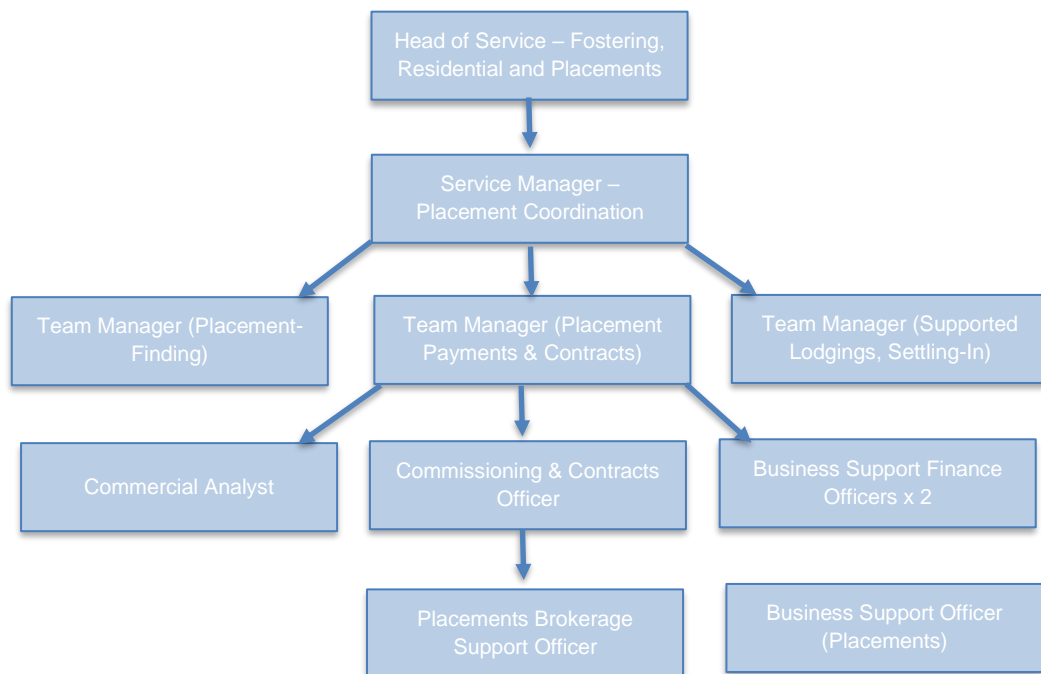 Head of Service – Fostering,
Residential and Placements
Service Manager –
Placement Coordination
Team Manager (Placement-
Finding)
Team Manager (Placement
Payments & Contracts)
Team Manager (Supported
Lodgings, Settling-In)
Commercial Analyst
Commissioning & Contracts
Officer
Business Support Finance
Officers x 2
Placements Brokerage
Support Officer
Business Support Officer
(Placements)